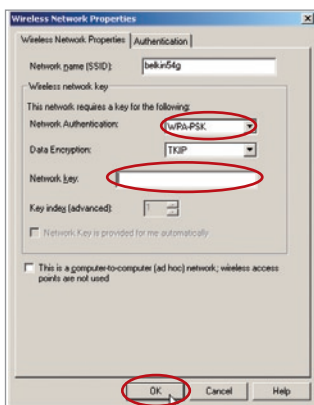 Wireless Network Properties
Wireless Network Properties Authentication
Network name (SSID): belkin54g
Wireless network key
This network requires a key for the following:
Network Authentication: WPA-PSK
Data Encryption: TKIP
Network key:
Key index (advanced): 1
Network Key is provided for me automatically
This is a computer-to-computer (ad hoc) network; wireless access
points are not used
OK Cancel Help